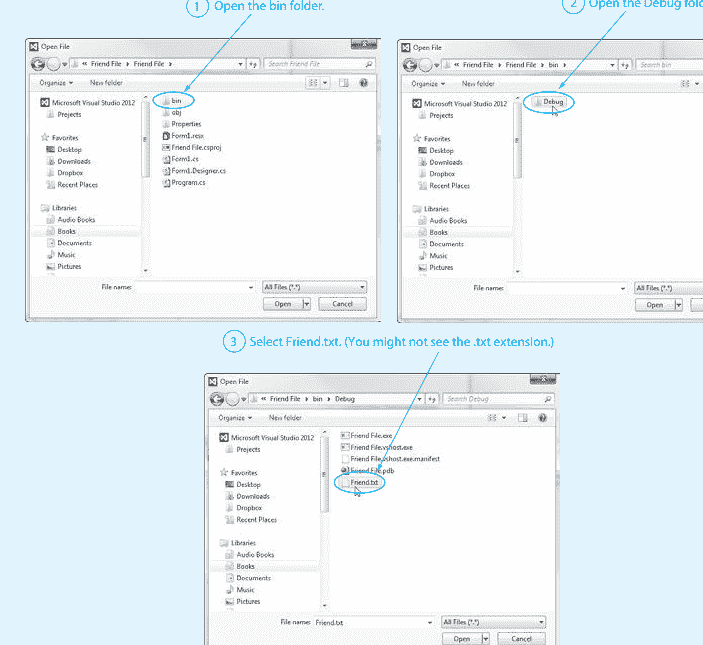 1 Open the bin folder.
Open File
« Friend File › Friend File ›
Search Friend File
Organize
New folder
Microsoft Visual Studio 2012
Projects
Favorites
Desktop
Downloads
Dropbox
Recent Places
Libraries
Audio Books
Books
Documents
Music
Pictures
bin
obj
Properties
Form1.resx
Friend File.csproj
Form1.cs
Form1.Designer.cs
Program.cs
File name:
All Files (*.*)
Open
Cancel
2 Open the Debug fold
Open File
« Friend File › Friend File › bin ›
Search bin
Organize
New folder
Microsoft Visual Studio 2012
Projects
Favorites
Desktop
Downloads
Dropbox
Recent Places
Libraries
Audio Books
Books
Documents
Music
Pictures
Debug
File name:
All Files (*.*)
Open
3 Select Friend.txt. (You might not see the .txt extension.)
Open File
« Friend File › bin › Debug
Search Debug
Organize
New folder
Microsoft Visual Studio 2012
Projects
Favorites
Desktop
Downloads
Dropbox
Recent Places
Libraries
Audio Books
Books
Documents
Music
Pictures
Friend File.exe
Friend File.vshost.exe
Friend File.vshost.exe.manifest
Friend File.pdb
Friend.txt
File name: Friend.txt
All Files (*.*)
Open
Cancel